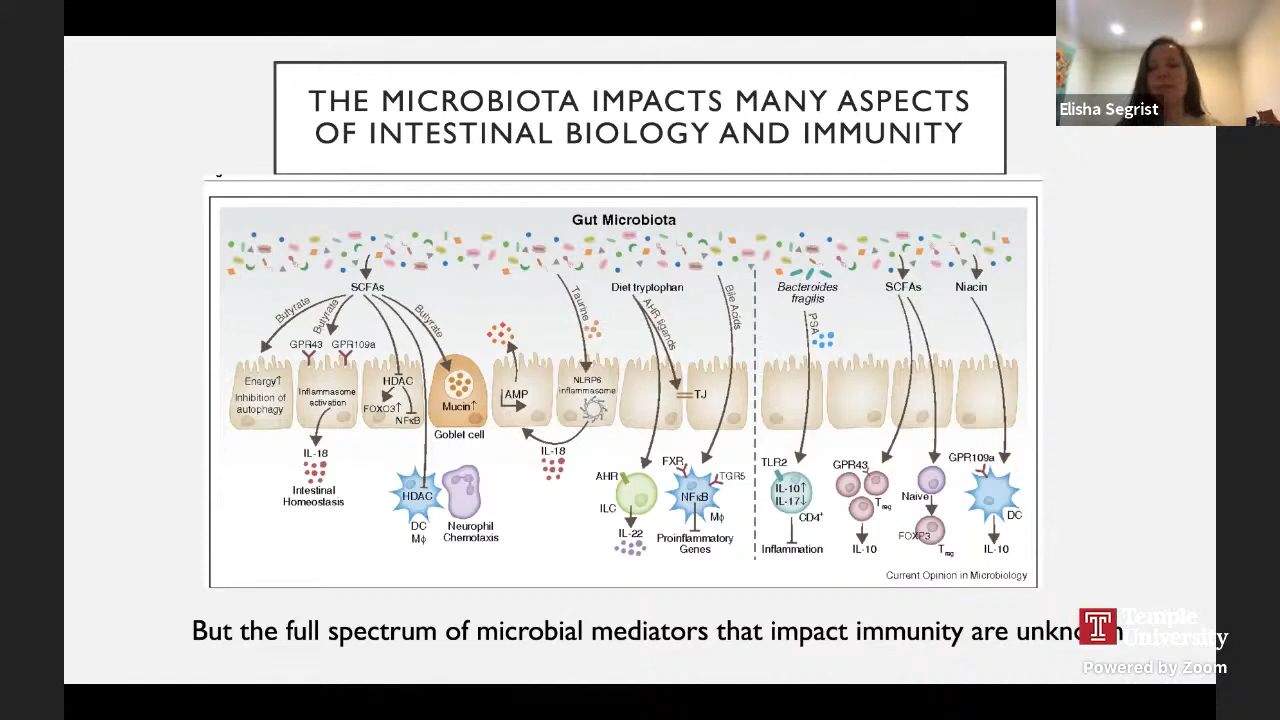 THE MICROBIOTA IMPACTS MANY ASPECTS
OF INTESTINAL BIOLOGY AND IMMUNITY
Elisha Segrist
Gut Microbiota
SCFAs
Butyrate
Butyrate
Butyrate
GPR43
GPR109a
Energy↑
Inhibition of
autophagy
Inflammasome
activation
IL-18
Intestinal
Homeostasis
HDAC
FOXO3↑
NFκB
HDAC
DC
Mϕ
Neurophil
Chemotaxis
Mucin↑
Goblet cell
AMP
Taurine
NLRP6
inflammasome
IL-18
Diet tryptophan
AHR ligands
Bile Acids
TJ
AHR
ILC
IL-22
FXR
TGR5
NFκB
Mϕ
Proinflammatory
Genes
Bacteroides
fragilis
PSA
TLR2
IL-10↑
IL-17↓
CD4+
Inflammation
SCFAs
GPR43
Treg
IL-10
Naive
FOXP3
Treg
Niacin
GPR109a
DC
IL-10
Current Opinion in Microbiology
But the full spectrum of microbial mediators that impact immunity are unknown
Temple
University
Powered by Zoom